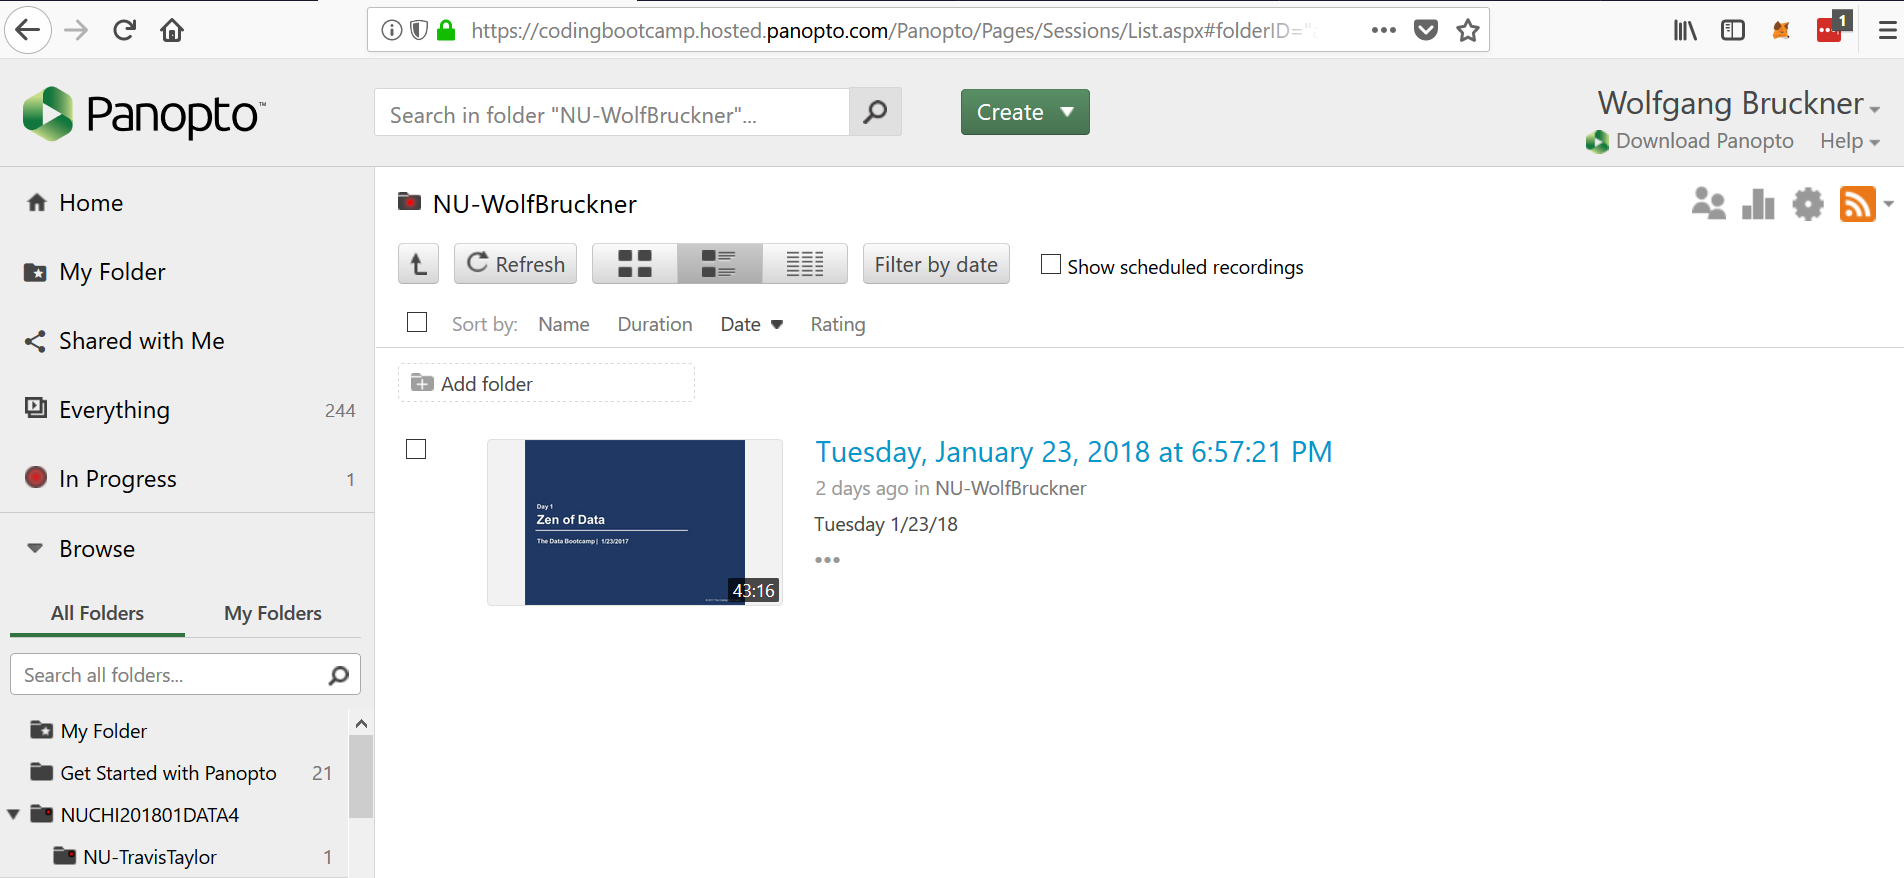 https://codingbootcamp.hosted.panopto.com/Panopto/Pages/Sessions/List.aspx#folderID="
1
Panopto™
Search in folder "NU-WolfBruckner"...
Create
Wolfgang Bruckner
Download Panopto
Help
Home
My Folder
Shared with Me
Everything 244
In Progress 1
Browse
All Folders My Folders
Search all folders...
My Folder
Get Started with Panopto 21
NUCHI201801DATA4
NU-TravisTaylor 1
NU-WolfBruckner
Refresh
Filter by date
Show scheduled recordings
Sort by: Name Duration Date Rating
Add folder
Day 1
Zen of Data
The Data Bootcamp | 1/23/2017
43:16
Tuesday, January 23, 2018 at 6:57:21 PM
2 days ago in NU-WolfBruckner
Tuesday 1/23/18